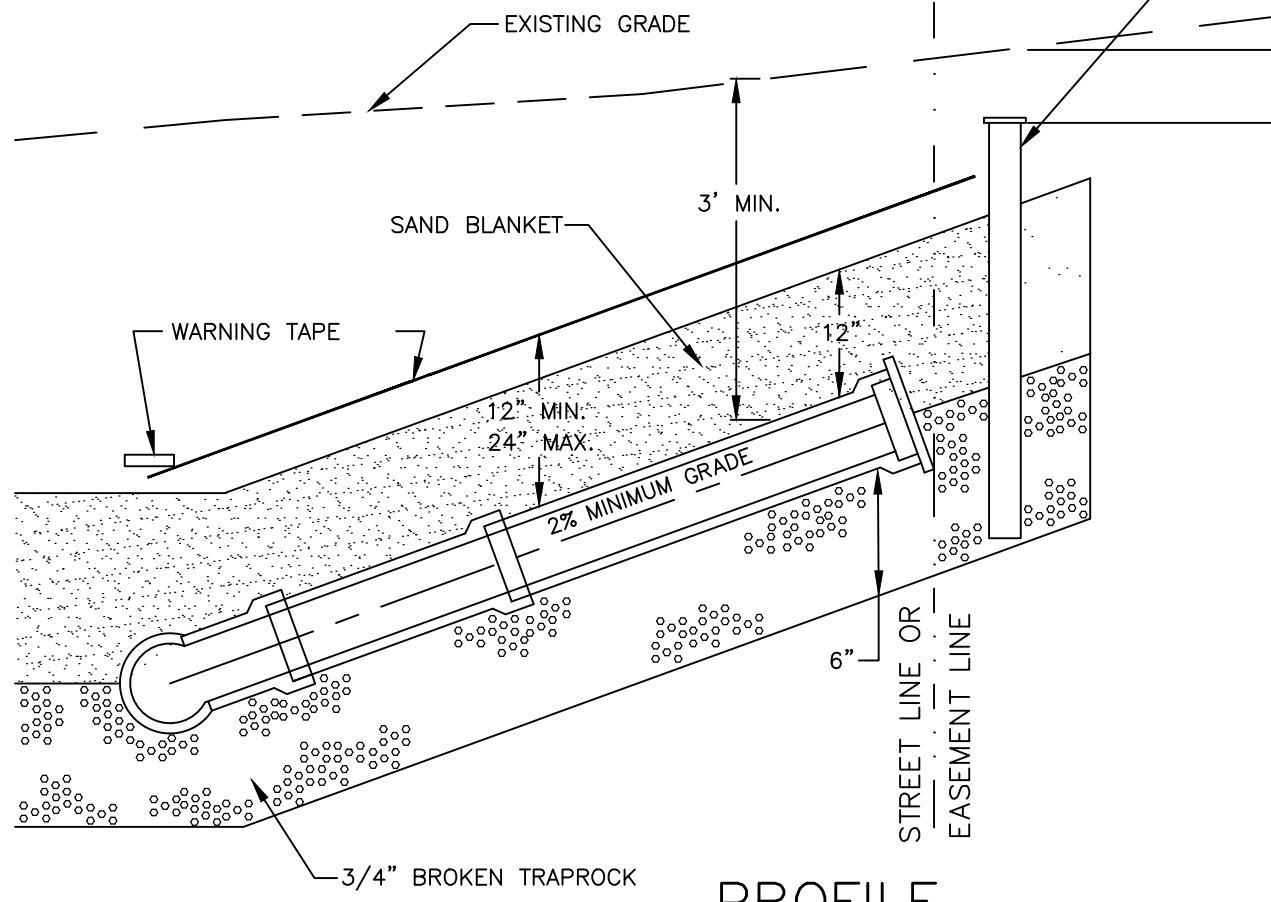 EXISTING GRADE
3' MIN.
SAND BLANKET
WARNING TAPE
12"
12" MIN.
24" MAX.
2% MINIMUM GRADE
6"
STREET LINE OR
EASEMENT LINE
3/4" BROKEN TRAPROCK
PROFILE